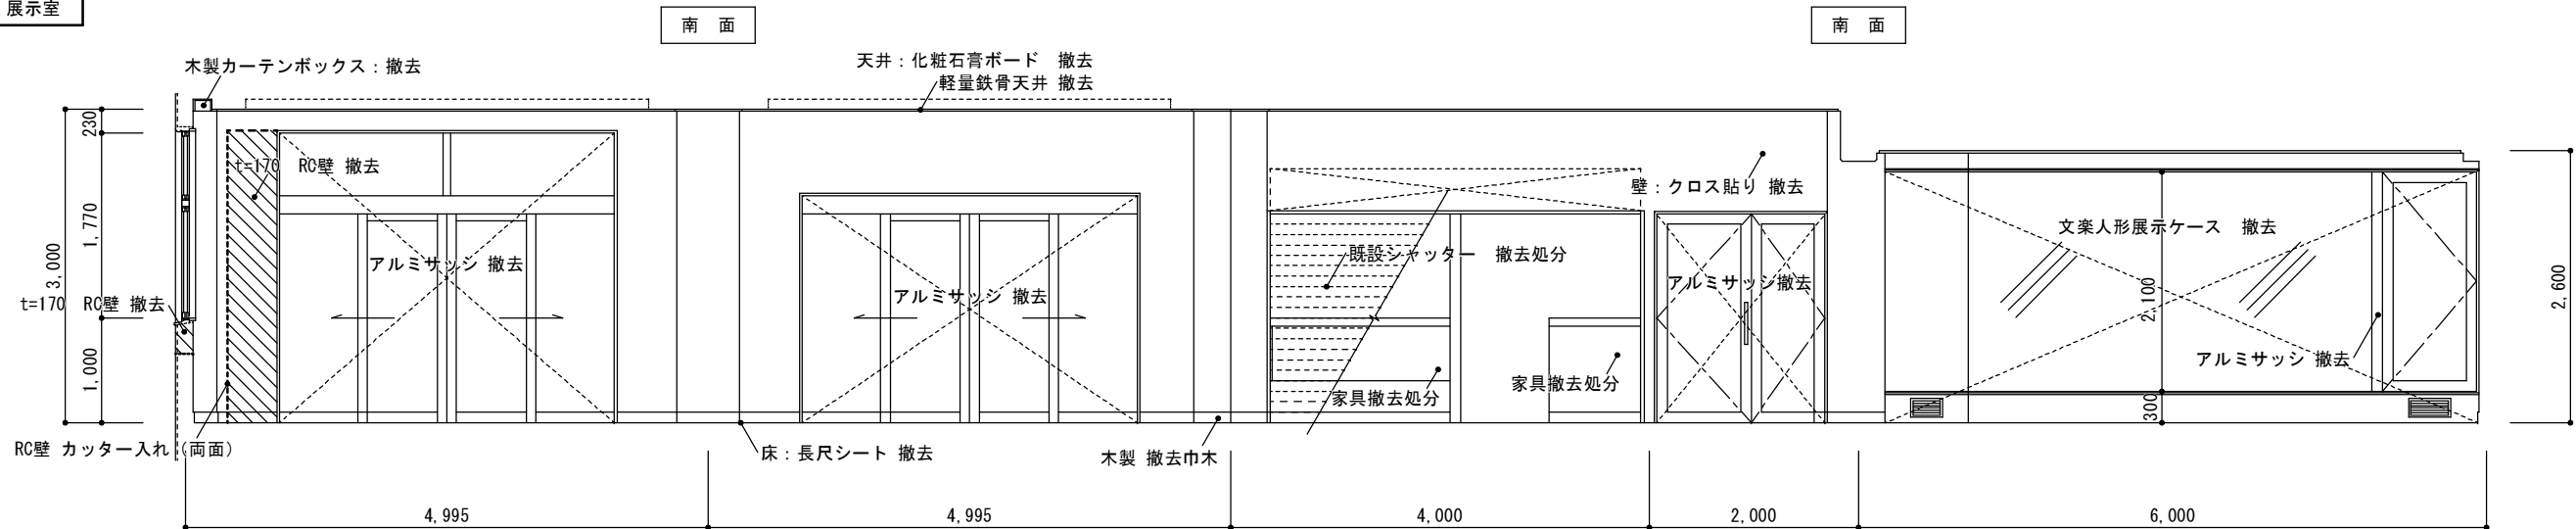 展示室
南　面
南　面
木製カーテンボックス：撤去
天井：化粧石膏ボード　撤去
軽量鉄骨天井 撤去
230
1,770
3,000
1,000
t=170　RC壁 撤去
t=170　RC壁 撤去
アルミサッシ 撤去
アルミサッシ 撤去
壁：クロス貼り 撤去
既設シャッター　撤去処分
アルミサッシ撤去
文楽人形展示ケース　撤去
2,100
2,600
アルミサッシ 撤去
家具撤去処分
家具撤去処分
300
RC壁 カッター入れ（両面）
床：長尺シート 撤去
木製 撤去巾木
4,995
4,995
4,000
2,000
6,000